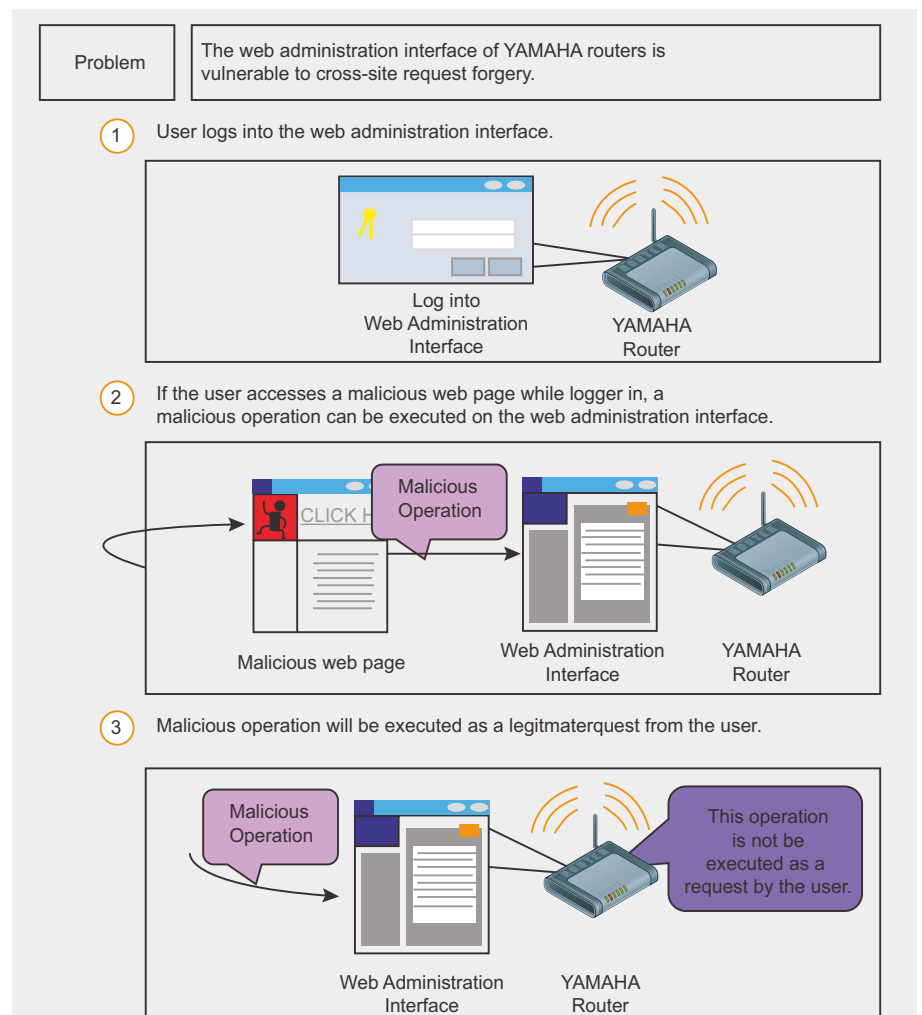 Problem
The web administration interface of YAMAHA routers is
vulnerable to cross-site request forgery.
1
User logs into the web administration interface.
Log into
Web Administration
Interface
YAMAHA
Router
2
If the user accesses a malicious web page while logger in, a
malicious operation can be executed on the web administration interface.
CLICK H
Malicious
Operation
Malicious web page
Web Administration
Interface
YAMAHA
Router
3
Malicious operation will be executed as a legitmaterquest from the user.
Malicious
Operation
This operation
is not be
executed as a
request by the user.
Web Administration
Interface
YAMAHA
Router